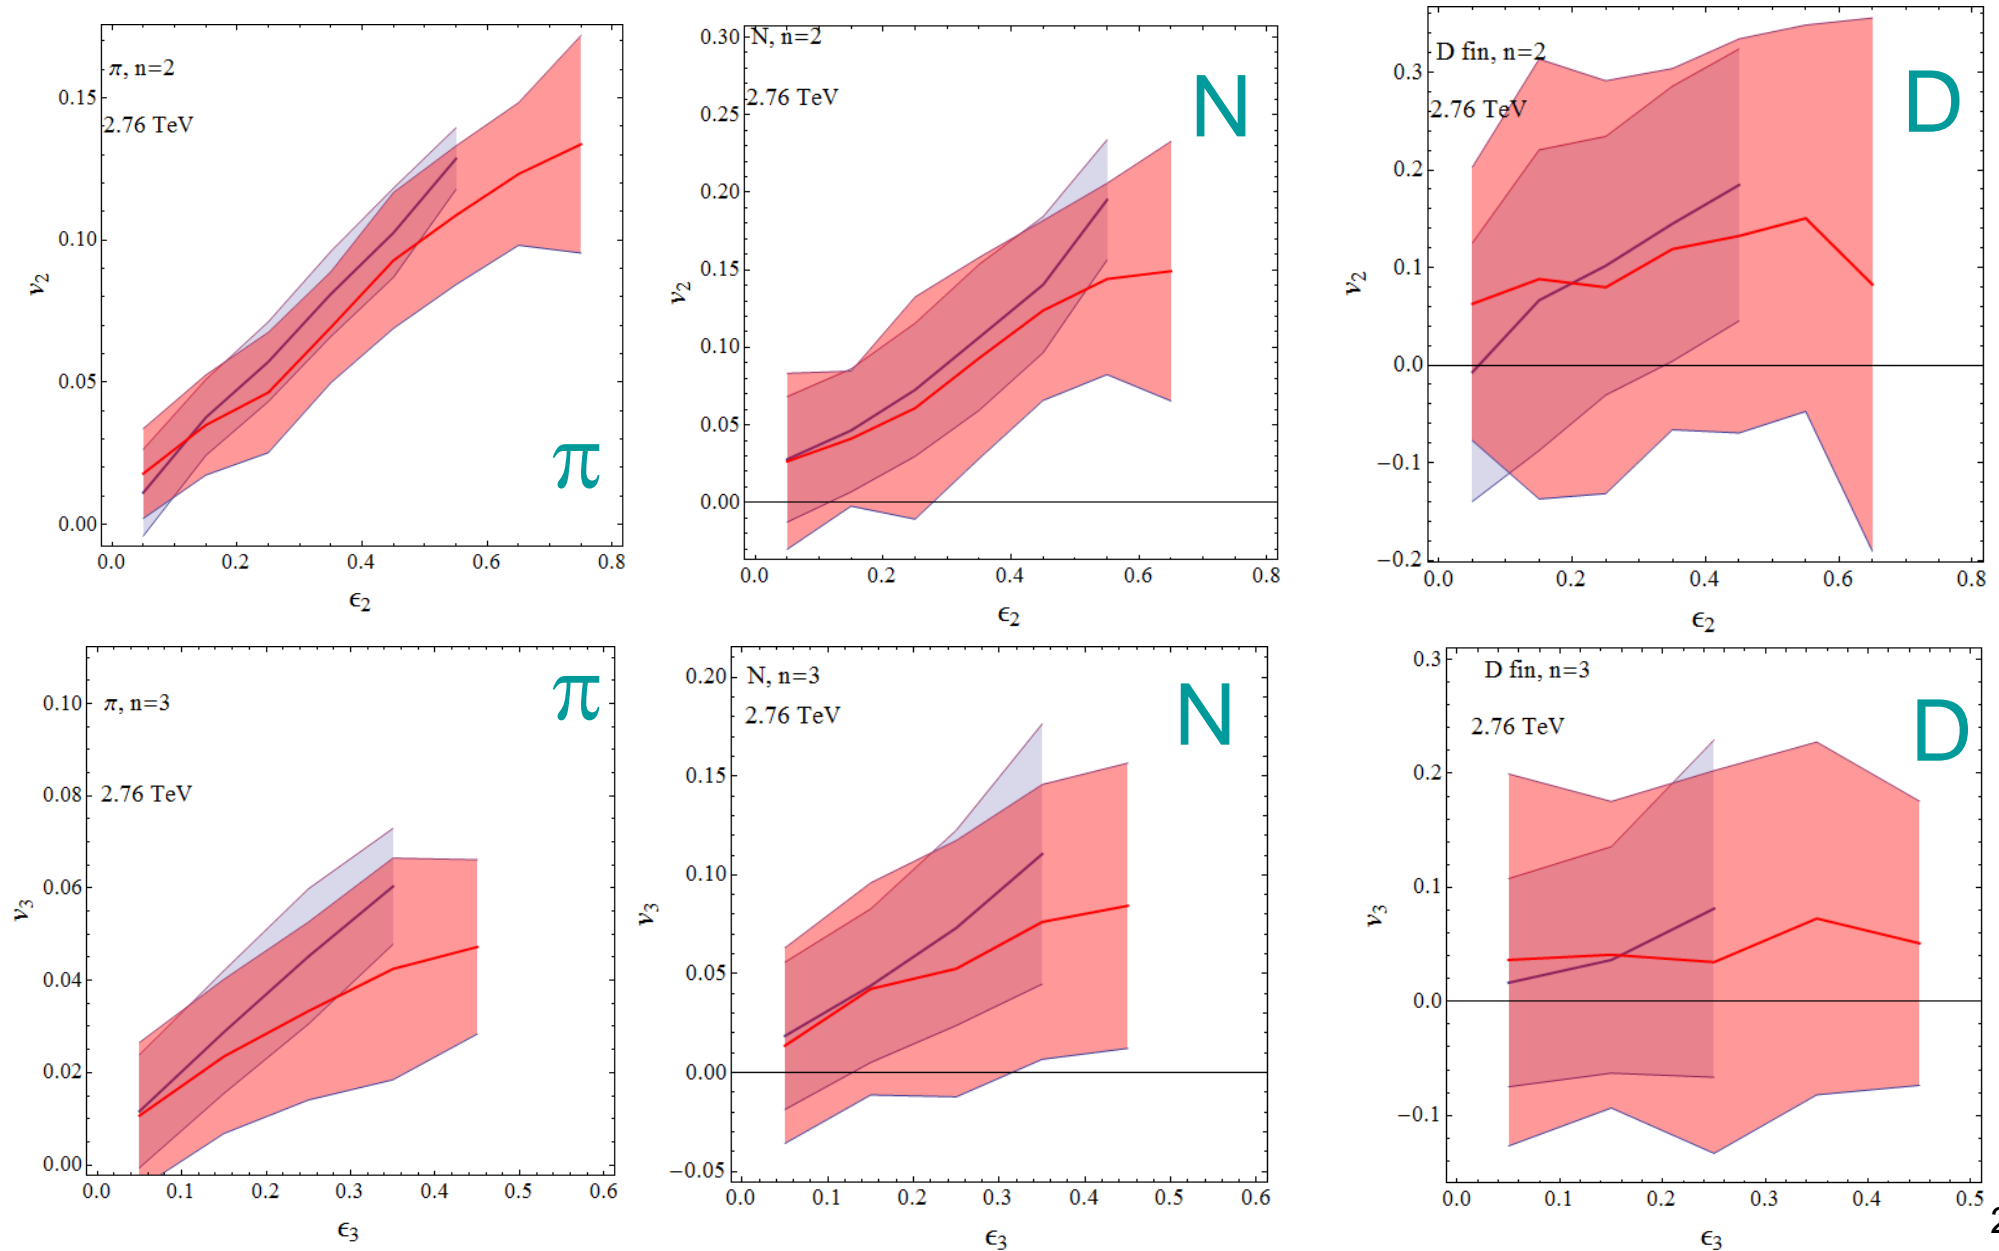 π, n=2
2.76 TeV
π
0.15
0.10
0.05
0.00
v2
0.0 0.2 0.4 0.6 0.8
ϵ2
N, n=2
2.76 TeV
N
0.30
0.25
0.20
0.15
0.10
0.05
0.00
v2
0.0 0.2 0.4 0.6 0.8
ϵ2
D fin, n=2
2.76 TeV
D
0.3
0.2
0.1
0.0
−0.1
−0.2
v2
0.0 0.2 0.4 0.6 0.8
ϵ2
π, n=3
2.76 TeV
π
0.10
0.08
0.06
0.04
0.02
0.00
v3
0.0 0.1 0.2 0.3 0.4 0.5 0.6
ϵ3
N, n=3
2.76 TeV
N
0.20
0.15
0.10
0.05
0.00
−0.05
v3
0.0 0.1 0.2 0.3 0.4 0.5 0.6
ϵ3
D fin, n=3
2.76 TeV
D
0.3
0.2
0.1
0.0
−0.1
v3
0.0 0.1 0.2 0.3 0.4 0.5
ϵ3